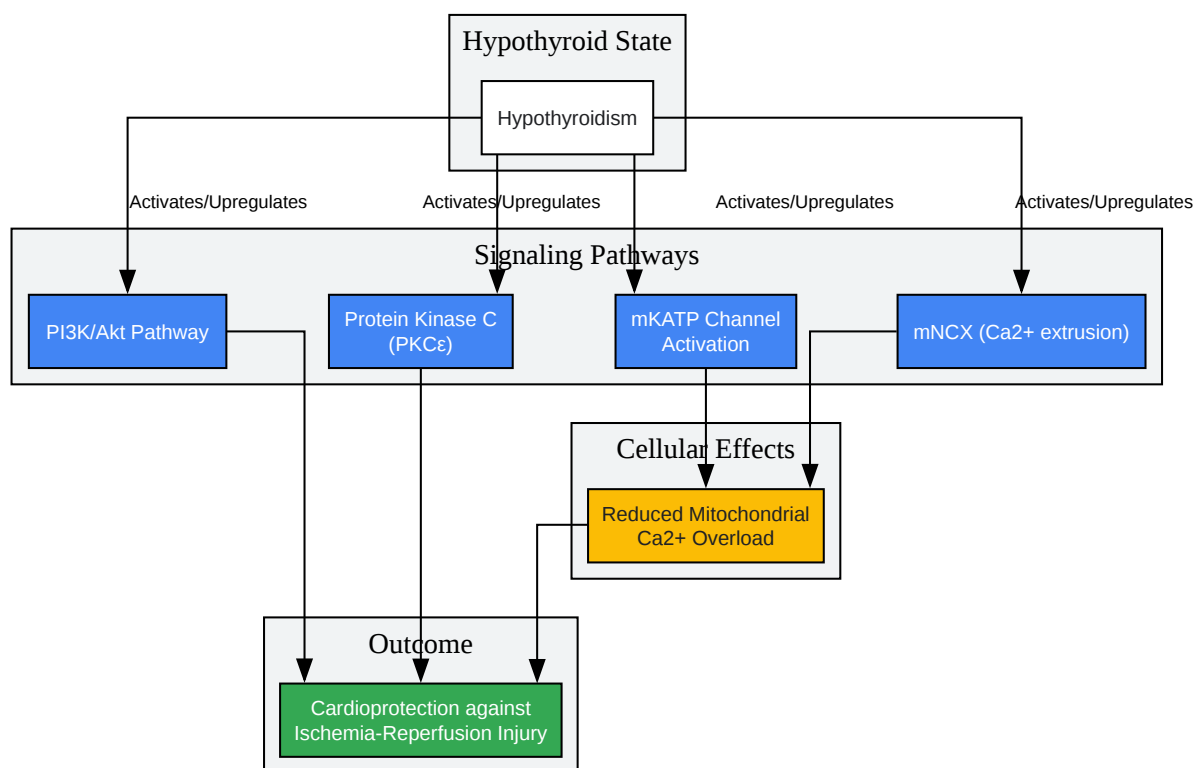 Hypothyroid State
Hypothyroidism
Activates/Upregulates
Activates/Upregulates
Activates/Upregulates
Activates/Upregulates
Signaling Pathways
PI3K/Akt Pathway
Protein Kinase C
(PKCε)
mKATP Channel
Activation
mNCX (Ca2+ extrusion)
Cellular Effects
Reduced Mitochondrial
Ca2+ Overload
Outcome
Cardioprotection against
Ischemia-Reperfusion Injury